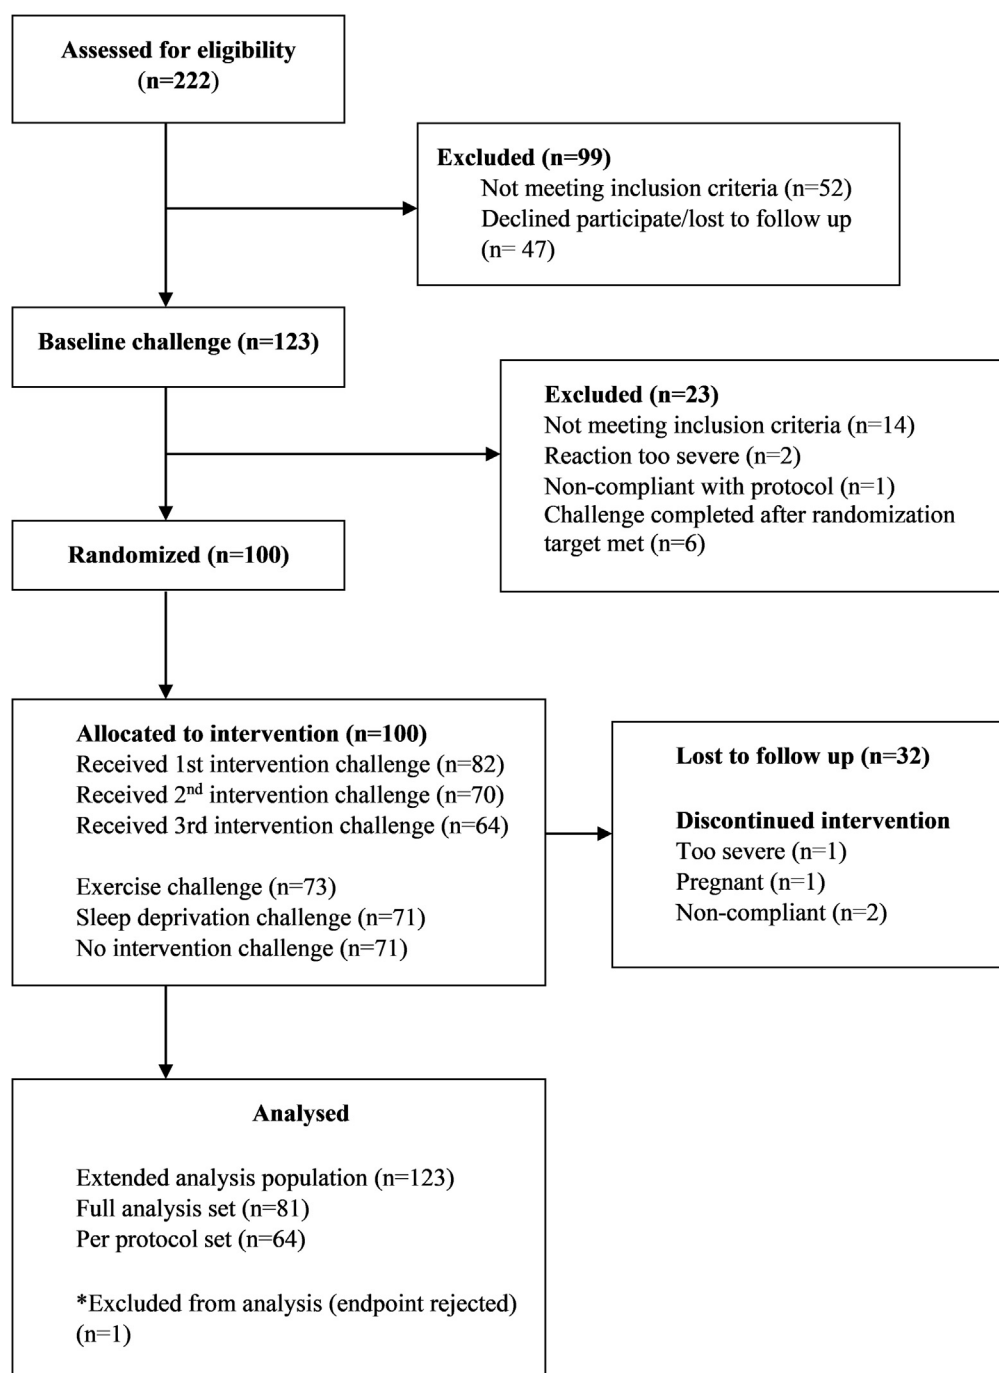 Assessed for eligibility
(n=222)
Excluded (n=99)
Not meeting inclusion criteria (n=52)
Declined participate/lost to follow up
(n= 47)
Baseline challenge (n=123)
Excluded (n=23)
Not meeting inclusion criteria (n=14)
Reaction too severe (n=2)
Non-compliant with protocol (n=1)
Challenge completed after randomization
target met (n=6)
Randomized (n=100)
Allocated to intervention (n=100)
Received 1st intervention challenge (n=82)
Received 2nd intervention challenge (n=70)
Received 3rd intervention challenge (n=64)
Exercise challenge (n=73)
Sleep deprivation challenge (n=71)
No intervention challenge (n=71)
Lost to follow up (n=32)
Discontinued intervention
Too severe (n=1)
Pregnant (n=1)
Non-compliant (n=2)
Analysed
Extended analysis population (n=123)
Full analysis set (n=81)
Per protocol set (n=64)
*Excluded from analysis (endpoint rejected)
(n=1)